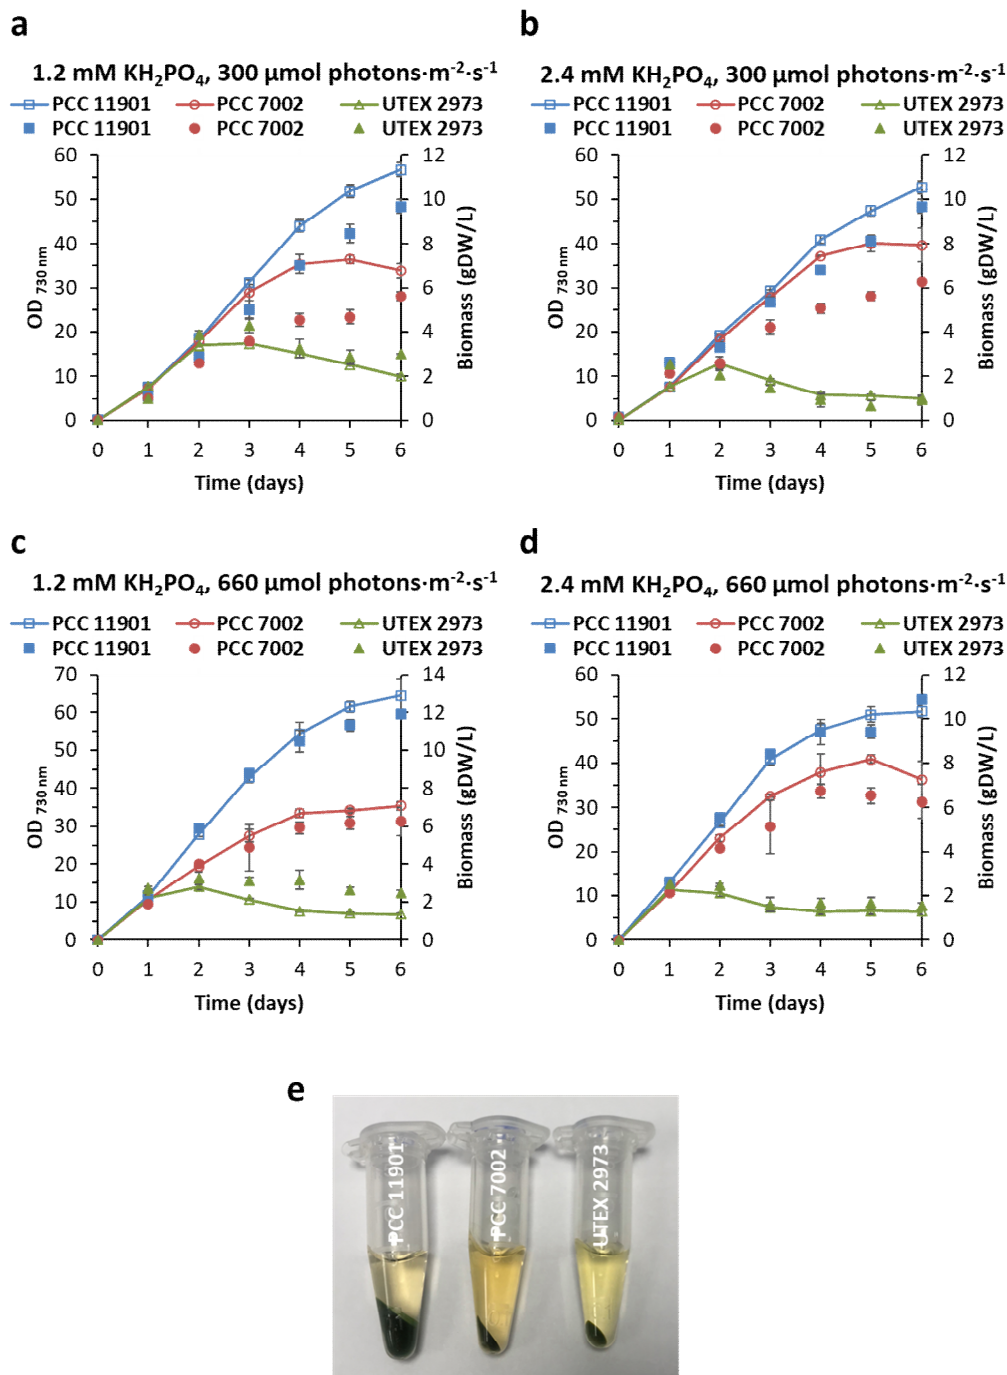 a
1.2 mM KH₂PO₄, 300 µmol photons·m⁻²·s⁻¹
PCC 11901 PCC 7002 UTEX 2973
PCC 11901 PCC 7002 UTEX 2973
60 50 40 30 20 10 0
OD 730 nm
12 10 8 6 4 2 0
Biomass (gDW/L)
0 1 2 3 4 5 6
Time (days)
b
2.4 mM KH₂PO₄, 300 µmol photons·m⁻²·s⁻¹
PCC 11901 PCC 7002 UTEX 2973
PCC 11901 PCC 7002 UTEX 2973
60 50 40 30 20 10 0
OD 730 nm
12 10 8 6 4 2 0
Biomass (gDW/L)
0 1 2 3 4 5 6
Time (days)
c
1.2 mM KH₂PO₄, 660 µmol photons·m⁻²·s⁻¹
PCC 11901 PCC 7002 UTEX 2973
PCC 11901 PCC 7002 UTEX 2973
70 60 50 40 30 20 10 0
OD 730 nm
14 12 10 8 6 4 2 0
Biomass (gDW/L)
0 1 2 3 4 5 6
Time (days)
d
2.4 mM KH₂PO₄, 660 µmol photons·m⁻²·s⁻¹
PCC 11901 PCC 7002 UTEX 2973
PCC 11901 PCC 7002 UTEX 2973
60 50 40 30 20 10 0
OD 730 nm
12 10 8 6 4 2 0
Biomass (gDW/L)
0 1 2 3 4 5 6
Time (days)
e
PCC 11901
PCC 7002
UTEX 2973